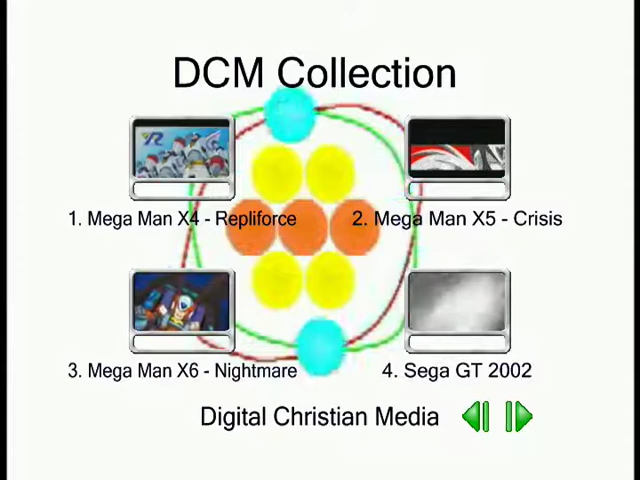 DCM Collection
1. Mega Man X4 - Repliforce
2. Mega Man X5 - Crisis
3. Mega Man X6 - Nightmare
4. Sega GT 2002
Digital Christian Media